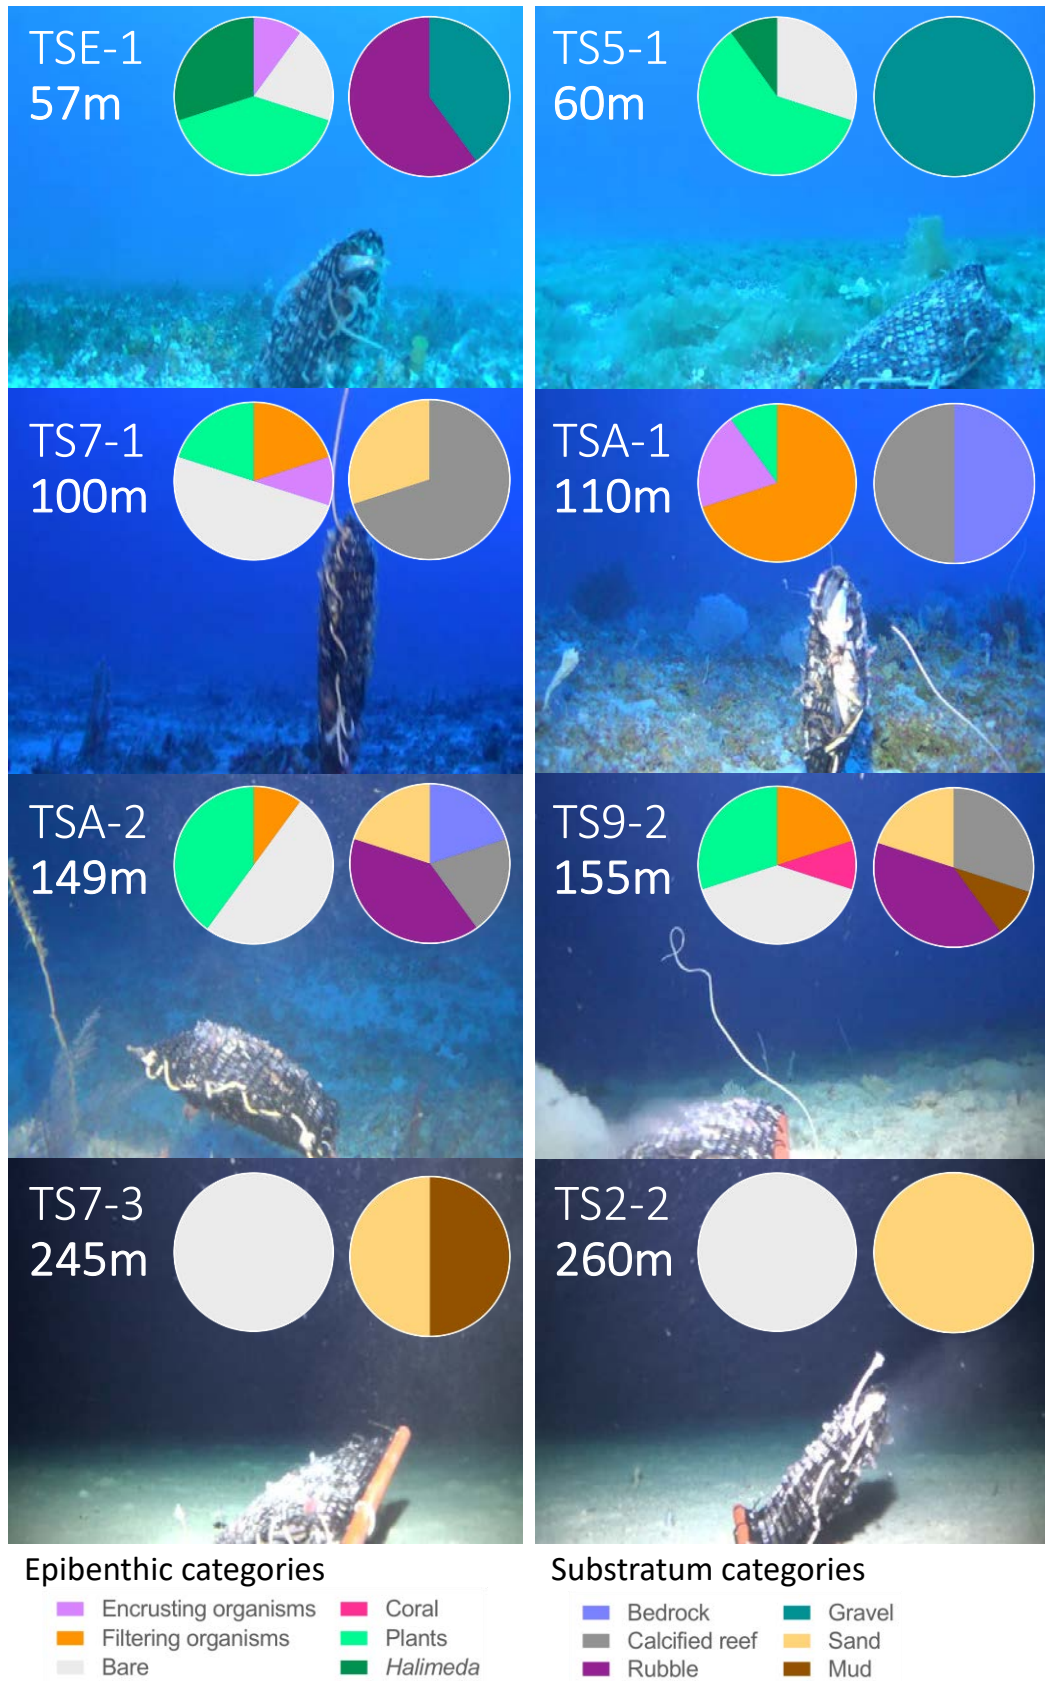 TSE-1
57m
TS5-1
60m
TS7-1
100m
TSA-1
110m
TSA-2
149m
TS9-2
155m
TS7-3
245m
TS2-2
260m
Epibenthic categories
Encrusting organisms
Filtering organisms
Bare
Coral
Plants
Halimeda
Substratum categories
Bedrock
Calcified reef
Rubble
Gravel
Sand
Mud